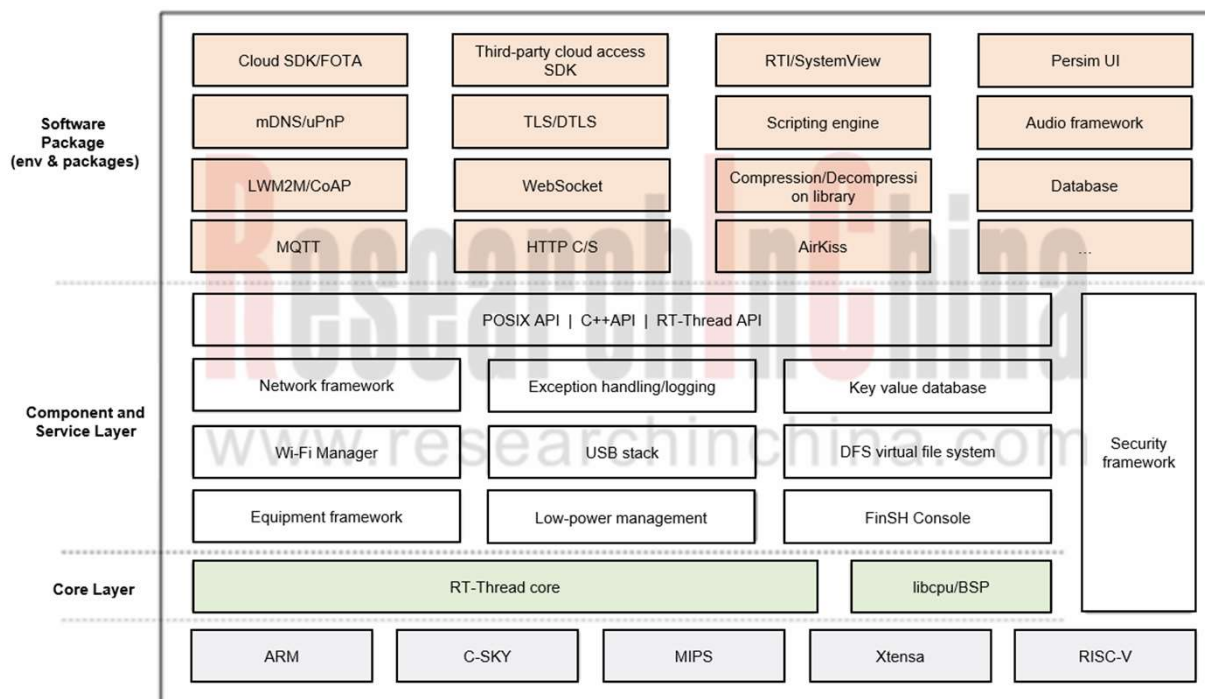 Cloud SDK/FOTA
Third-party cloud access
SDK
RTI/SystemView
Persim UI
Software
Package
(env & packages)
mDNS/uPnP
TLS/DTLS
Scripting engine
Audio framework
LWM2M/CoAP
WebSocket
Compression/Decompressi
on library
Database
MQTT
HTTP C/S
AirKiss
...
ResearchInChina
www.researchinchina.com
Component and
Service Layer
POSIX API | C++API | RT-Thread API
Network framework
Exception handling/logging
Key value database
Wi-Fi Manager
USB stack
DFS virtual file system
Equipment framework
Low-power management
FinSH Console
Security
framework
Core Layer
RT-Thread core
libcpu/BSP
ARM
C-SKY
MIPS
Xtensa
RISC-V